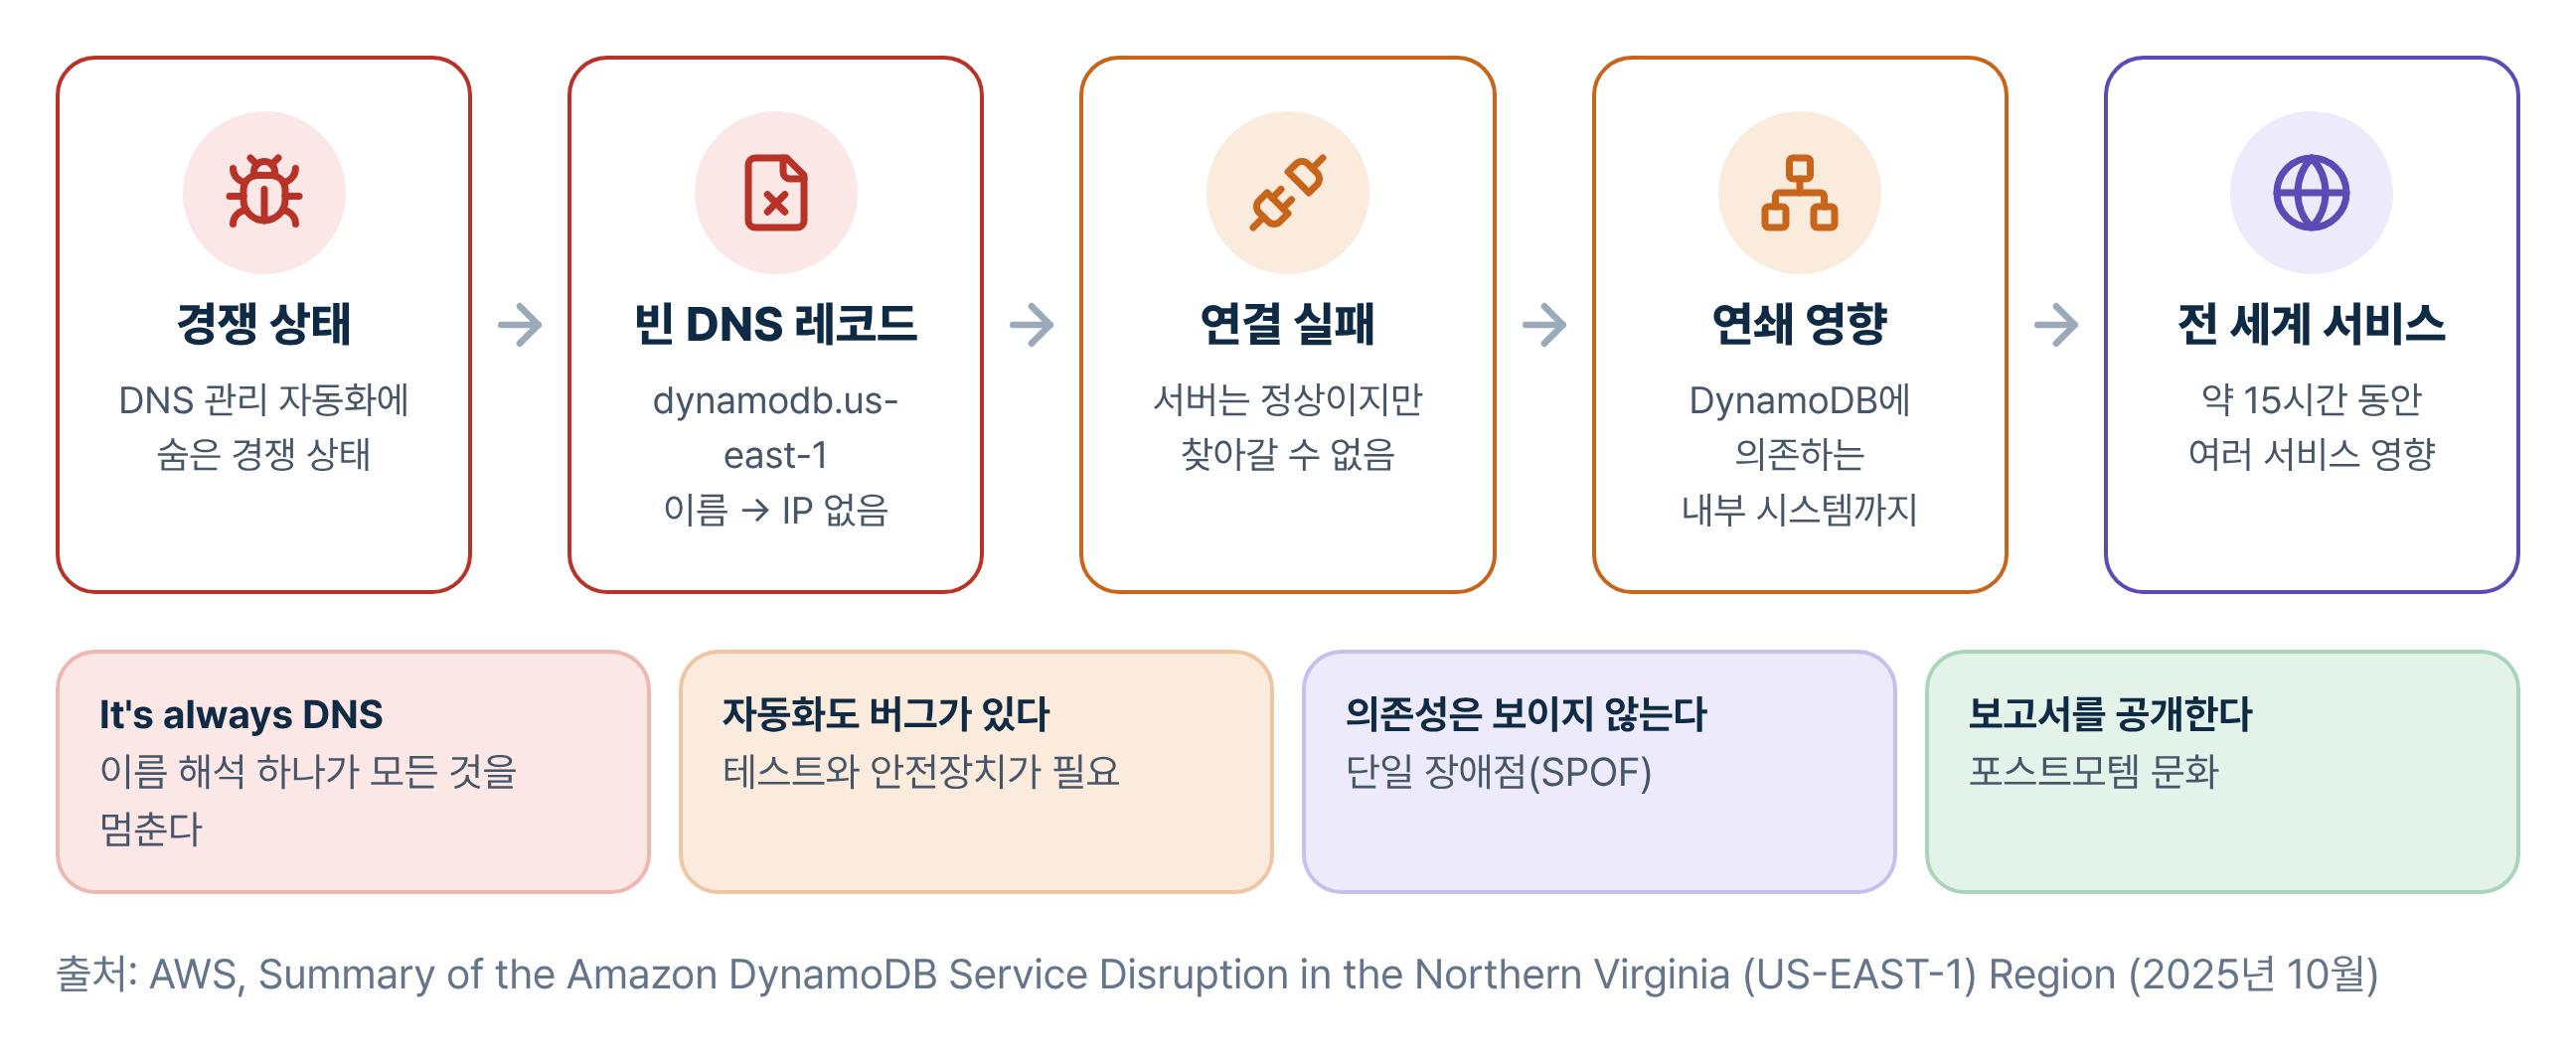 경쟁 상태
DNS 관리 자동화에
숨은 경쟁 상태
빈 DNS 레코드
dynamodb.us-
east-1
이름 → IP 없음
연결 실패
서버는 정상이지만
찾아갈 수 없음
연쇄 영향
DynamoDB에
의존하는
내부 시스템까지
전 세계 서비스
약 15시간 동안
여러 서비스 영향
It's always DNS
이름 해석 하나가 모든 것을
멈춘다
자동화도 버그가 있다
테스트와 안전장치가 필요
의존성은 보이지 않는다
단일 장애점(SPOF)
보고서를 공개한다
포스트모템 문화
출처: AWS, Summary of the Amazon DynamoDB Service Disruption in the Northern Virginia (US-EAST-1) Region (2025년 10월)